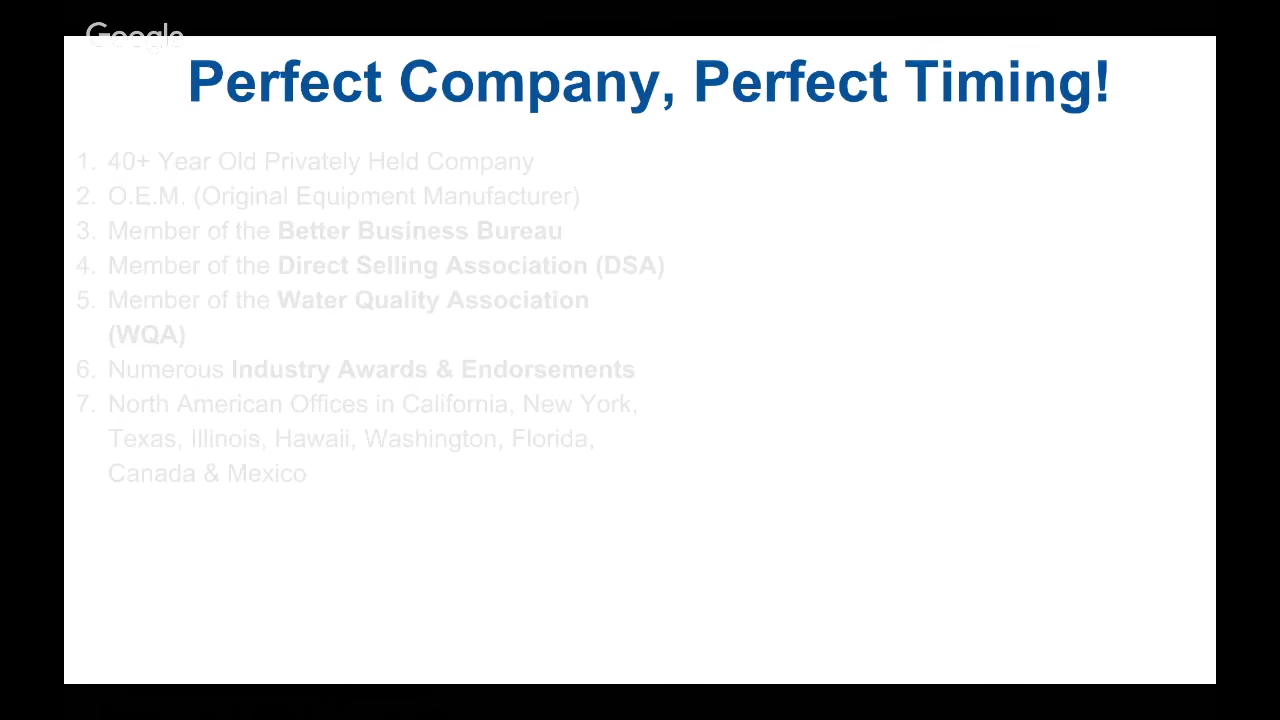 Google
Perfect Company, Perfect Timing!
1. 40+ Year Old Privately Held Company
2. O.E.M. (Original Equipment Manufacturer)
3. Member of the Better Business Bureau
4. Member of the Direct Selling Association (DSA)
5. Member of the Water Quality Association
(WQA)
6. Numerous Industry Awards & Endorsements
7. North American Offices in California, New York,
Texas, Illinois, Hawaii, Washington, Florida,
Canada & Mexico